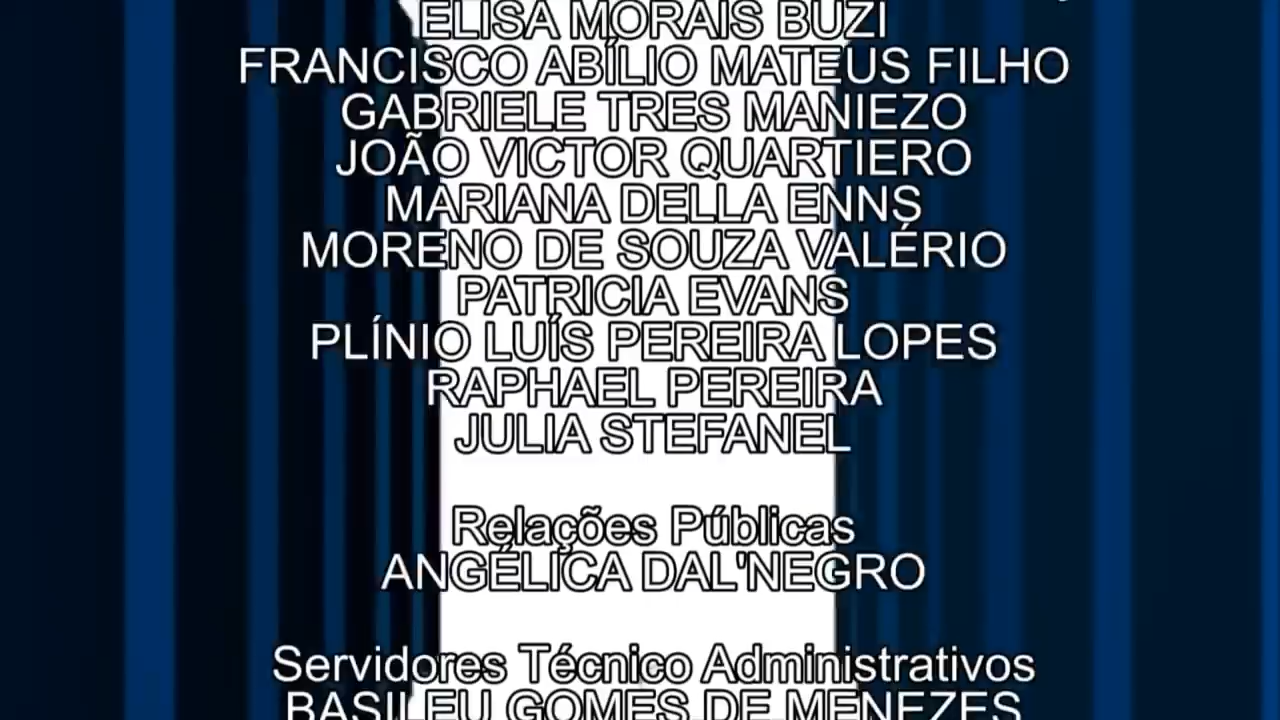 ELISA MORAIS BUZI
FRANCISCO ABÍLIO MATEUS FILHO
GABRIELE TRES MANIEZO
JOÃO VICTOR QUARTIERO
MARIANA DELLA ENNS
MORENO DE SOUZA VALÉRIO
PATRICIA EVANS
PLÍNIO LUÍS PEREIRA LOPES
RAPHAEL PEREIRA
JULIA STEFANEL
Relações Públicas
ANGÉLICA DAL'NEGRO
Servidores Técnico Administrativos
BASILEU GOMES DE MENEZES